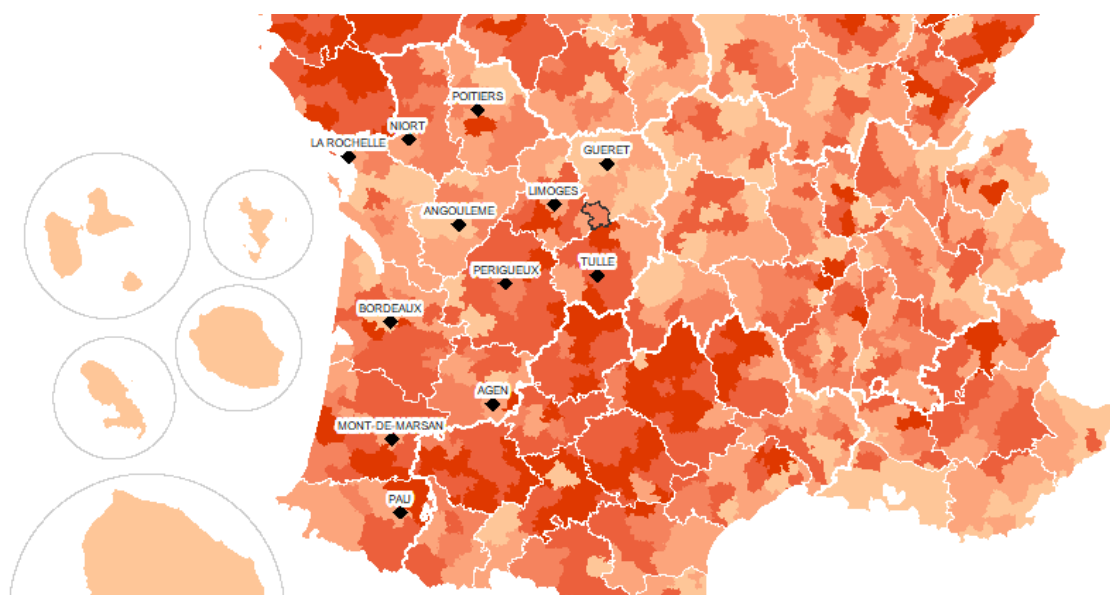 POITIERS
NIORT
LA ROCHELLE
GUERET
LIMOGES
ANGOULEME
TULLE
PERIGUEUX
BORDEAUX
AGEN
MONT-DE-MARSAN
PAU